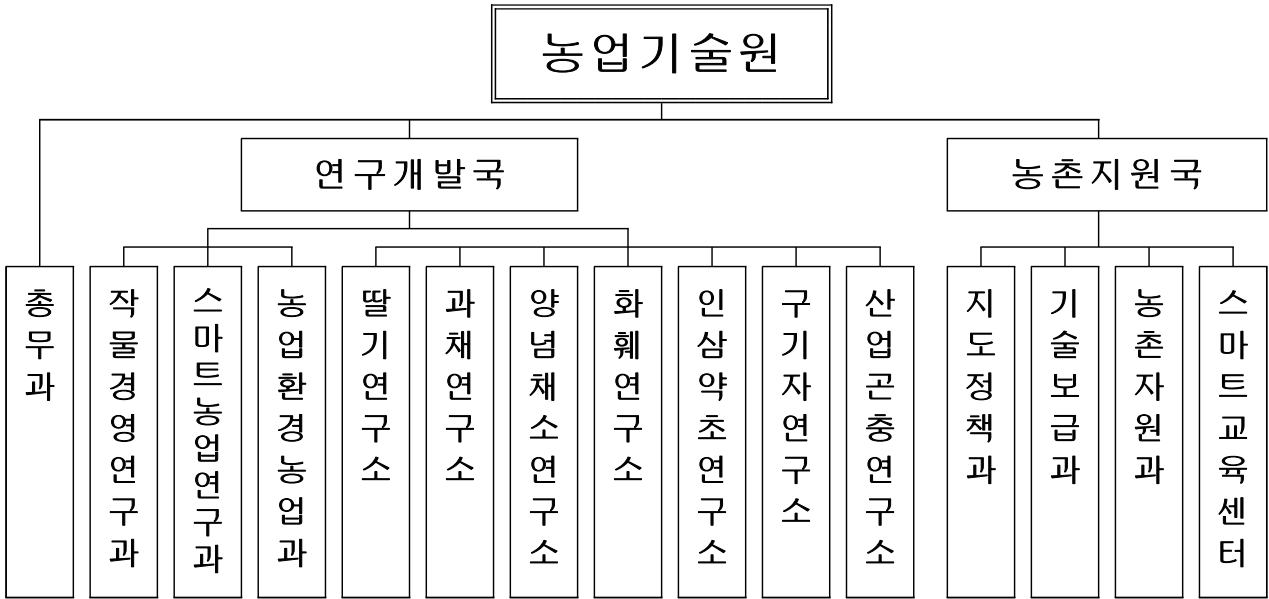 농업기술원
연구개발국
농촌지원국
총무과
작물경영연구과
스마트농업연구과
농업환경농업과
딸기연구소
과채연구소
양념채소연구소
화훼연구소
인삼약초연구소
구기자연구소
산업곤충연구소
지도정책과
기술보급과
농촌자원과
스마트교육센터